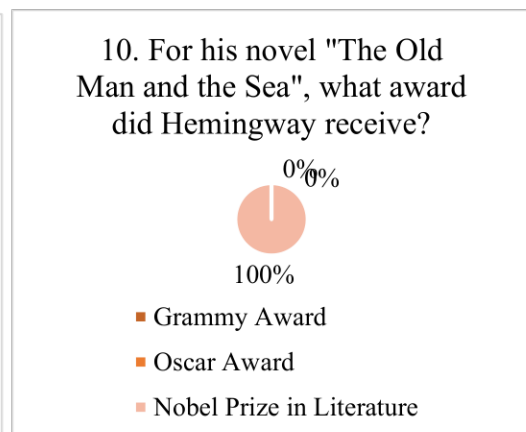 10. For his novel "The Old
Man and the Sea", what award
did Hemingway receive?
0%
0%
100%
Grammy Award
Oscar Award
Nobel Prize in Literature